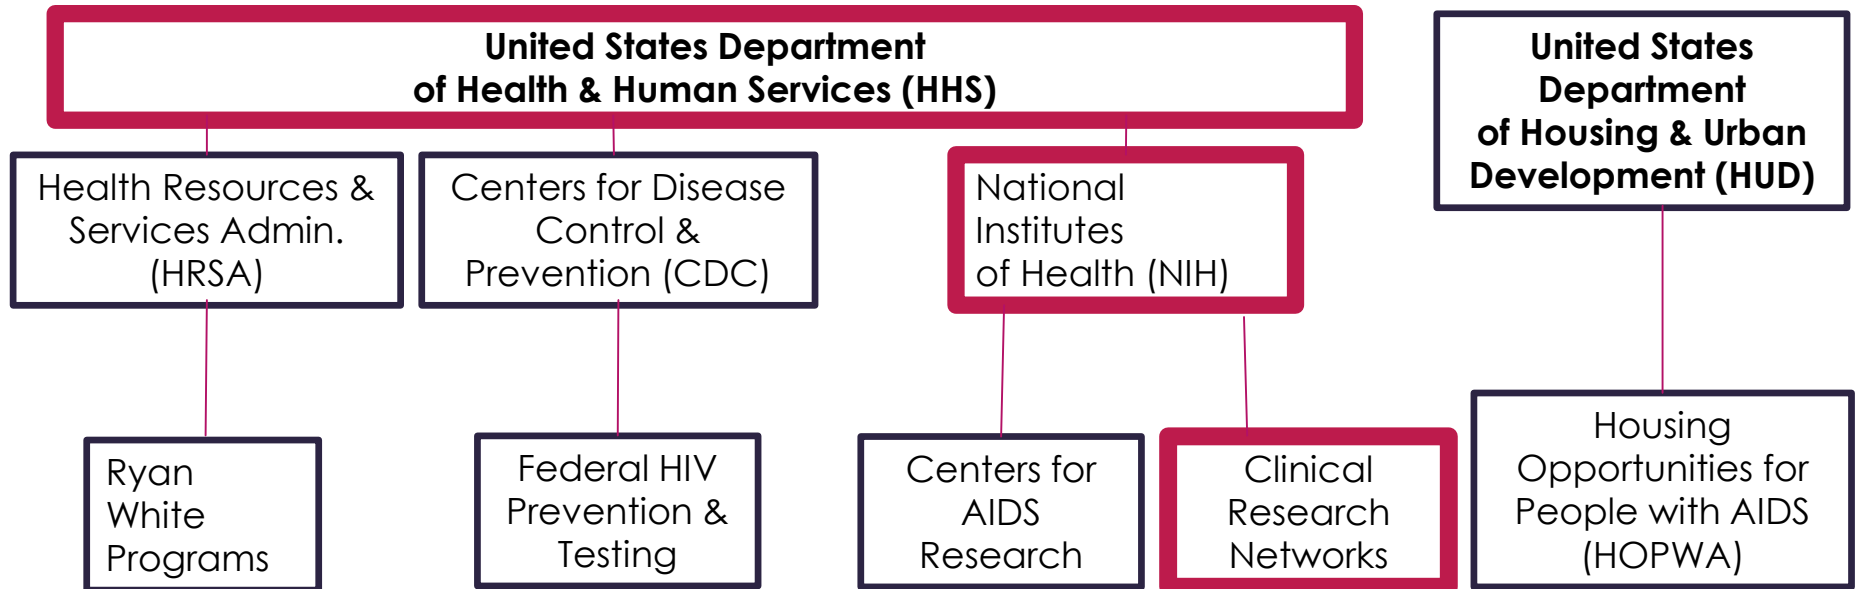 United States Department
of Health & Human Services (HHS)
United States
Department
of Housing & Urban
Development (HUD)
Health Resources &
Services Admin.
(HRSA)
Centers for Disease
Control &
Prevention (CDC)
National
Institutes
of Health (NIH)
Ryan
White
Programs
Federal HIV
Prevention &
Testing
Centers for
AIDS
Research
Clinical
Research
Networks
Housing
Opportunities for
People with AIDS
(HOPWA)